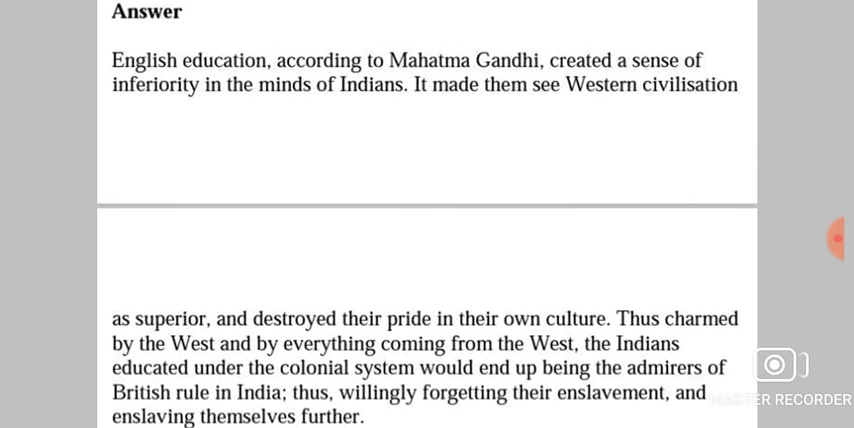 Answer
English education, according to Mahatma Gandhi, created a sense of
inferiority in the minds of Indians. It made them see Western civilisation
as superior, and destroyed their pride in their own culture. Thus charmed
by the West and by everything coming from the West, the Indians
educated under the colonial system would end up being the admirers of
British rule in India; thus, willingly forgetting their enslavement, and
enslaving themselves further.
MASTER RECORDER